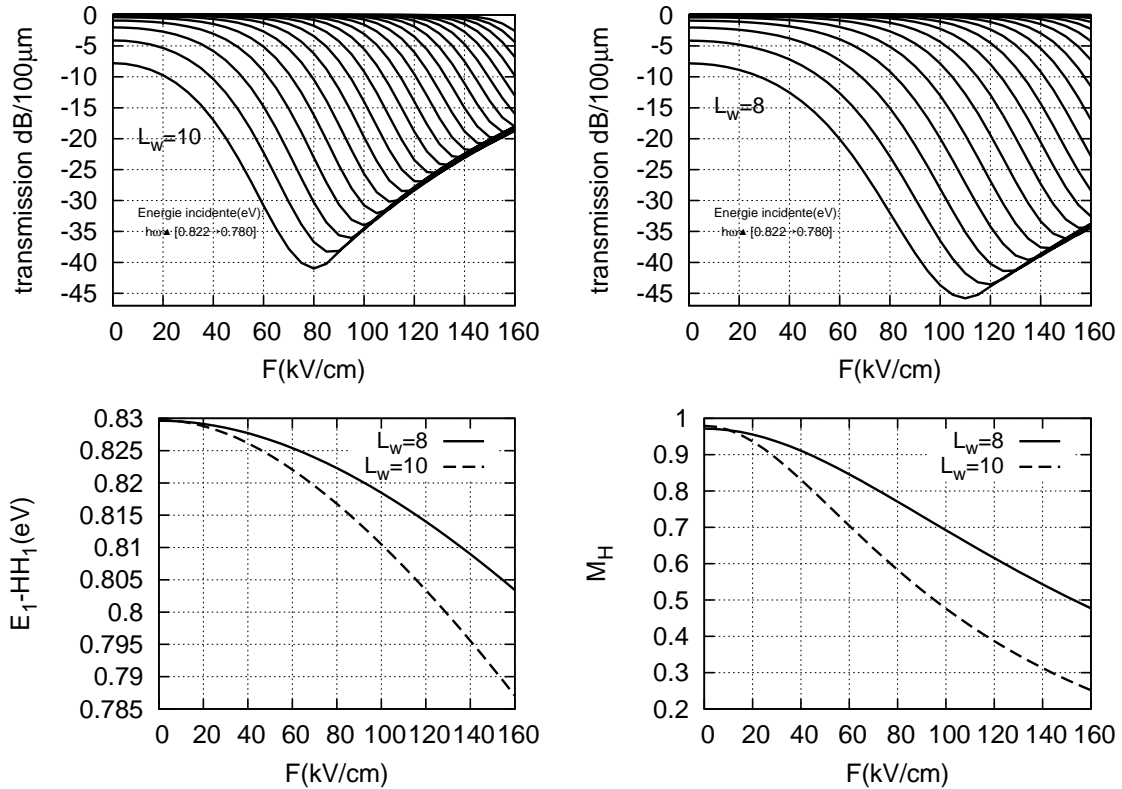 transmission dB/100μm
0
-5
-10
-15
-20
-25
-30
-35
-40
-45
L_w=10
Energie incidente(eV)
[0.822 0.780]
0 20 40 60 80 100 120 140 160
F(kV/cm)
transmission dB/100μm
0
-5
-10
-15
-20
-25
-30
-35
-40
-45
L_w=8
Energie incidente(eV)
[0.822 0.780]
0 20 40 60 80 100 120 140 160
F(kV/cm)
E_1-HH_1(eV)
0.83
0.825
0.82
0.815
0.81
0.805
0.8
0.795
0.79
0.785
L_w=8
L_w=10
0 20 40 60 80 100 120 140 160
F(kV/cm)
M_H
1
0.9
0.8
0.7
0.6
0.5
0.4
0.3
0.2
L_w=8
L_w=10
0 20 40 60 80 100 120 140 160
F(kV/cm)